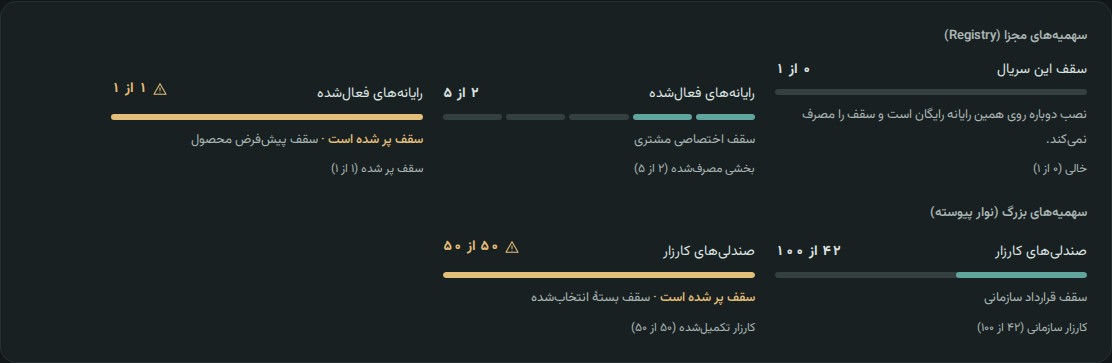 سهمیه‌های مجزا (Registry)
سقف این سریال
۰ از ۱
نصب دوباره روی همین رایانه رایگان است و سقف را مصرف
نمی‌کند.
خالی (۰ از ۱)
رایانه‌های فعال‌شده
۲ از ۵
سقف اختصاصی مشتری
بخشی مصرف‌شده (۲ از ۵)
رایانه‌های فعال‌شده
۱ از ۱
سقف پر شده است · سقف پیش‌فرض محصول
سقف پر شده (۱ از ۱)
سهمیه‌های بزرگ (نوار پیوسته)
صندلی‌های کارزار
۴۲ از ۱۰۰
سقف قرارداد سازمانی
کارزار سازمانی (۴۲ از ۱۰۰)
صندلی‌های کارزار
۵۰ از ۵۰
سقف پر شده است · سقف بستهٔ انتخاب‌شده
کارزار تکمیل‌شده (۵۰ از ۵۰)